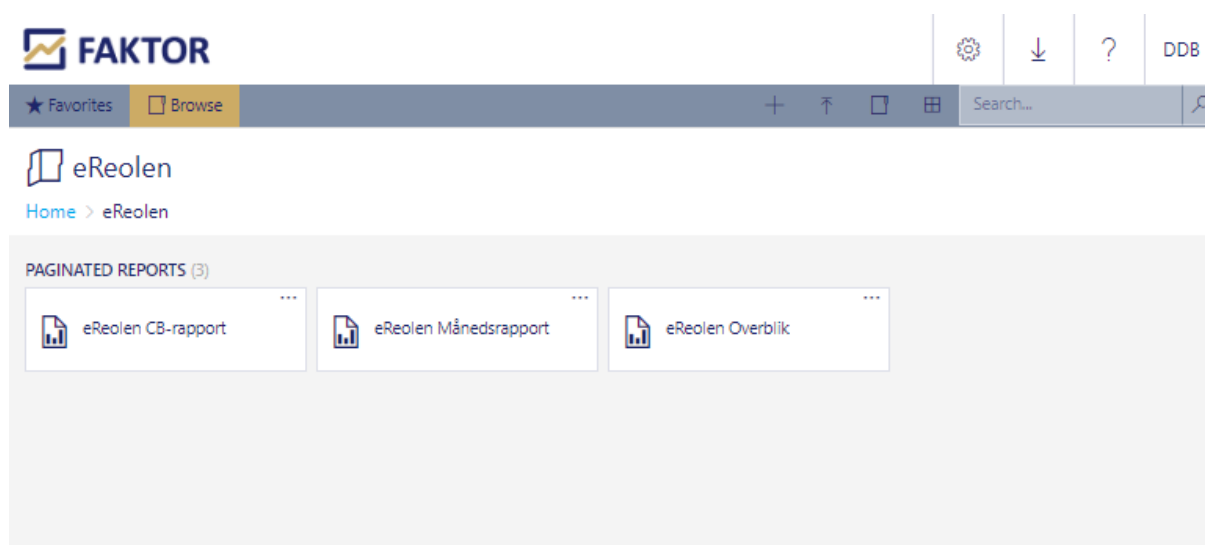 FAKTOR
? DDB
Favorites Browse Search...
eReolen
Home > eReolen
PAGINATED REPORTS (3)
eReolen CB-rapport eReolen Månedsrapport eReolen Overblik